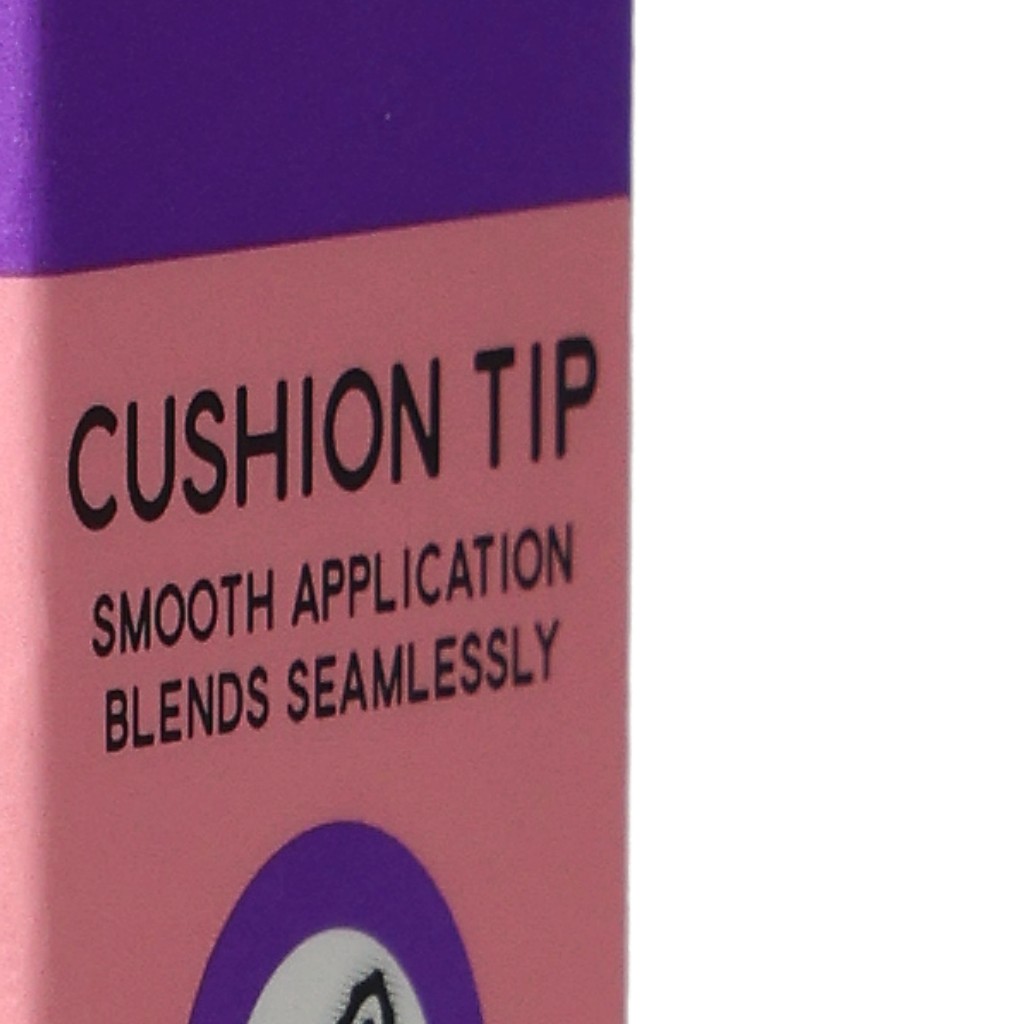 CUSHION TIP
SMOOTH APPLICATION
BLENDS SEAMLESSLY